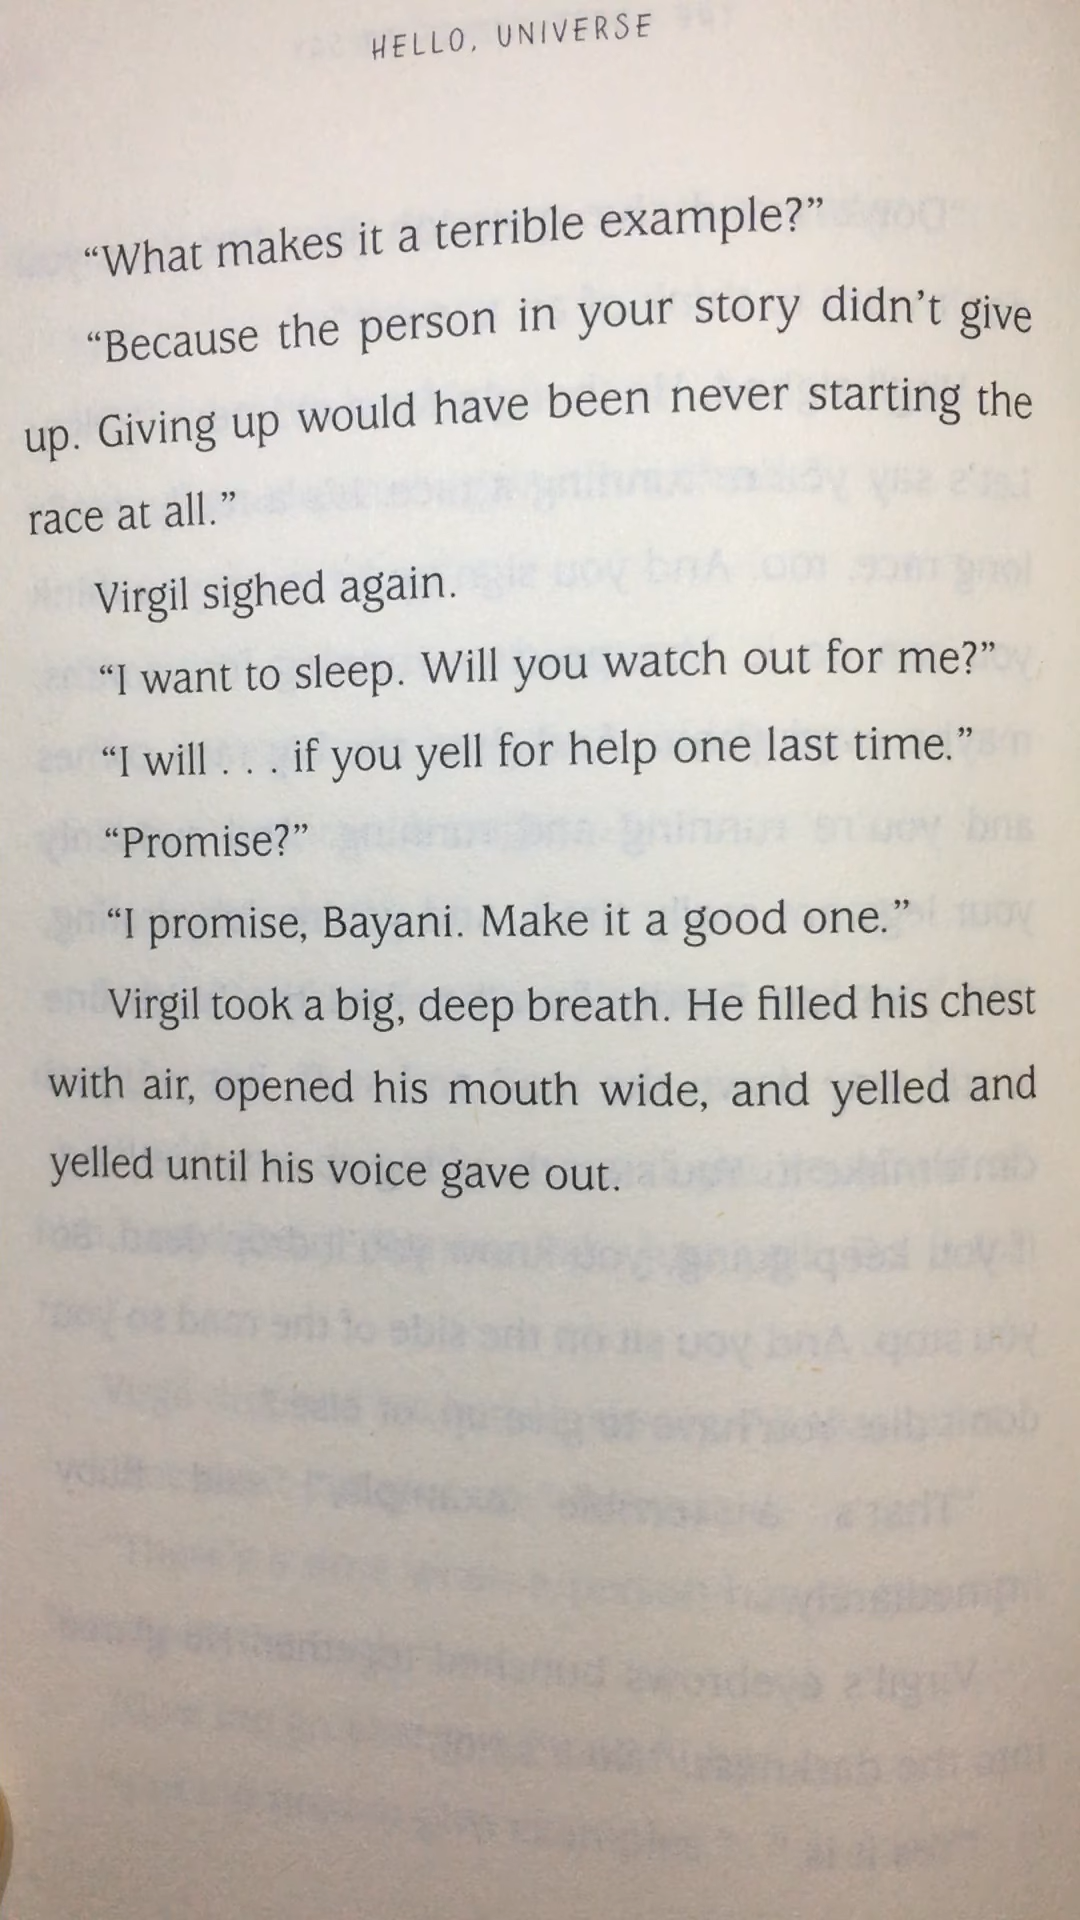 HELLO, UNIVERSE
“What makes it a terrible example?”
“Because the person in your story didn’t give
up. Giving up would have been never starting the
race at all.”
Virgil sighed again.
“I want to sleep. Will you watch out for me?”
“I will . . . if you yell for help one last time.”
“Promise?”
“I promise, Bayani. Make it a good one.”
Virgil took a big, deep breath. He filled his chest
with air, opened his mouth wide, and yelled and
yelled until his voice gave out.